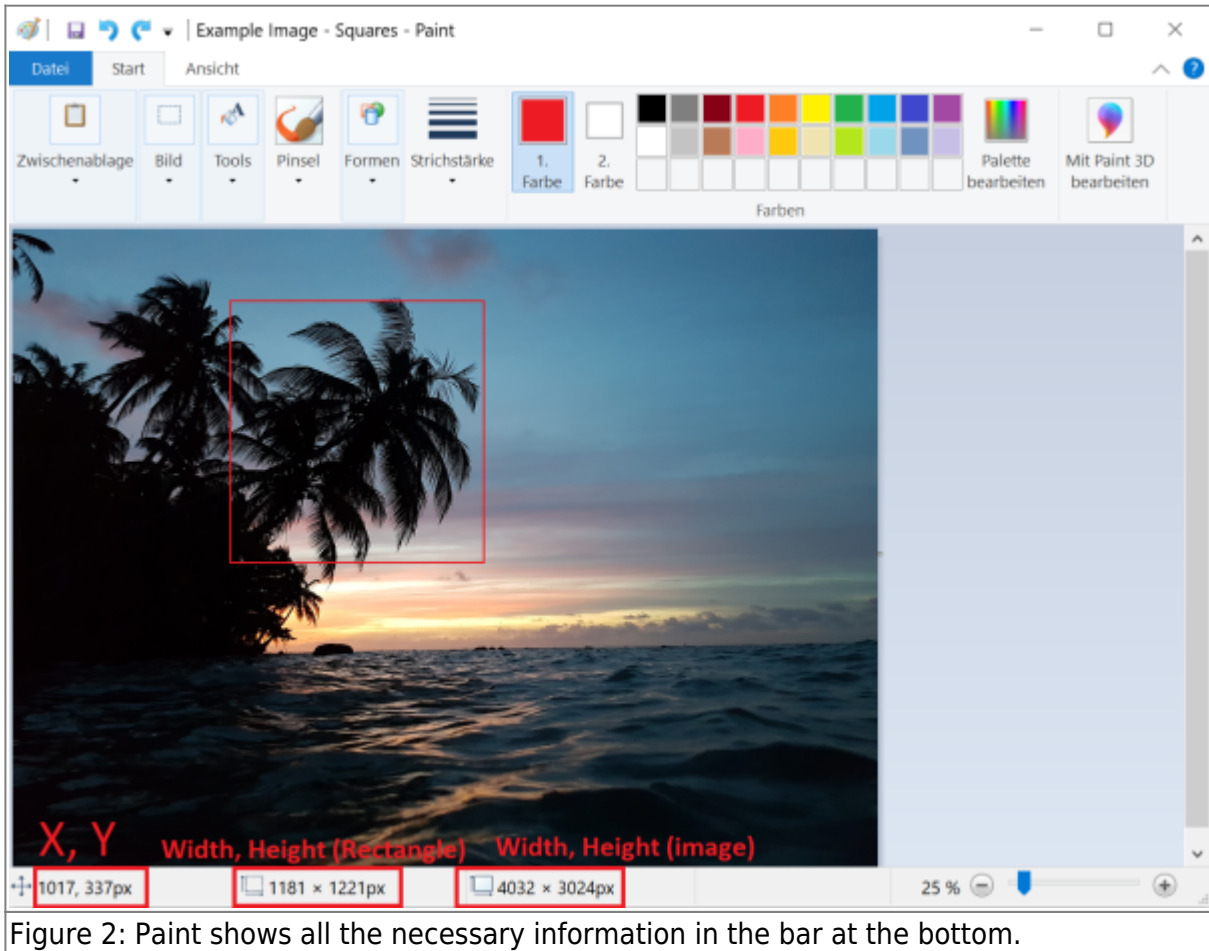 Example Image - Squares - Paint
Datei Start Ansicht
Zwischenablage Bild Tools Pinsel Formen Strichstärke 1. Farbe 2. Farbe Palette bearbeiten Mit Paint 3D bearbeiten
Farben
X, Y Width, Height (Rectangle) Width, Height (image)
1017, 337px 1181 × 1221px 4032 × 3024px 25 %
Figure 2: Paint shows all the necessary information in the bar at the bottom.